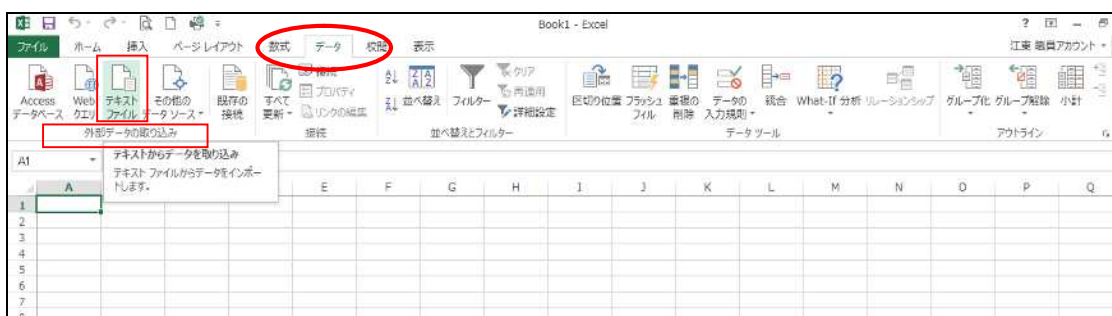 Book1 - Excel
ファイル ホーム 挿入 ページ レイアウト 数式 データ 校閲 表示 江東 職員アカウント
Access データベース
Web クエリ
テキスト ファイル
その他の データ ソース
既存の 接続
外部データの取り込み
すべて 更新
接続
プロパティ
リンクの編集
接続
並べ替え
フィルター
クリア
再適用
詳細設定
並べ替えとフィルター
区切り位置
フラッシュ フィル
重複の 削除
データの 入力規則
統合
What-If 分析
リレーションシップ
データ ツール
グループ化
グループ解除
小計
アウトライン
A1
テキストからデータを取り込み
テキスト ファイルからデータをインポー
トします。
A E F G H I J K L M N O P Q
1
2
3
4
5
6
7